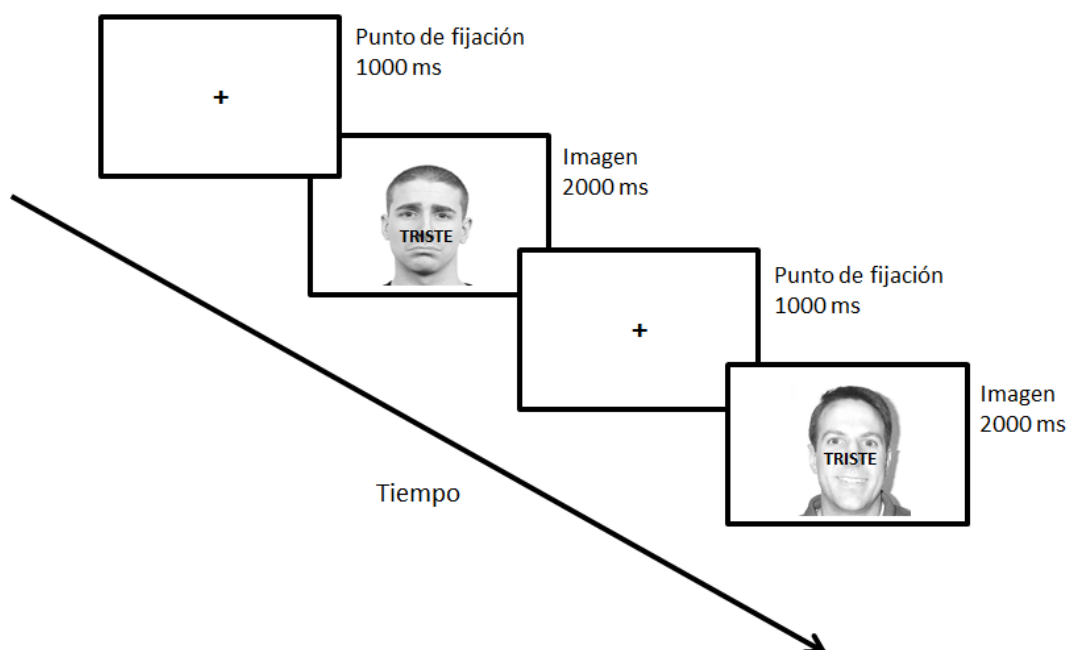 Punto de fijación
1000 ms
+
Imagen
2000 ms
TRISTE
Punto de fijación
1000 ms
+
Imagen
2000 ms
TRISTE
Tiempo